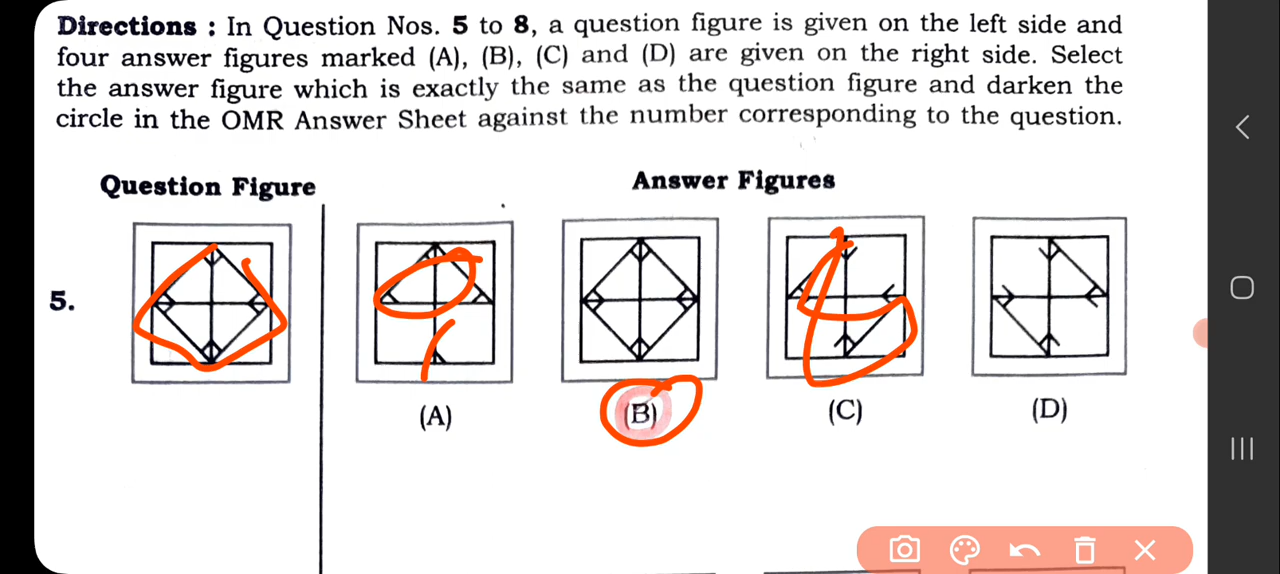 Directions : In Question Nos. 5 to 8, a question figure is given on the left side and
four answer figures marked (A), (B), (C) and (D) are given on the right side. Select
the answer figure which is exactly the same as the question figure and darken the
circle in the OMR Answer Sheet against the number corresponding to the question.
Question Figure
Answer Figures
5.
(A)
(B)
(C)
(D)